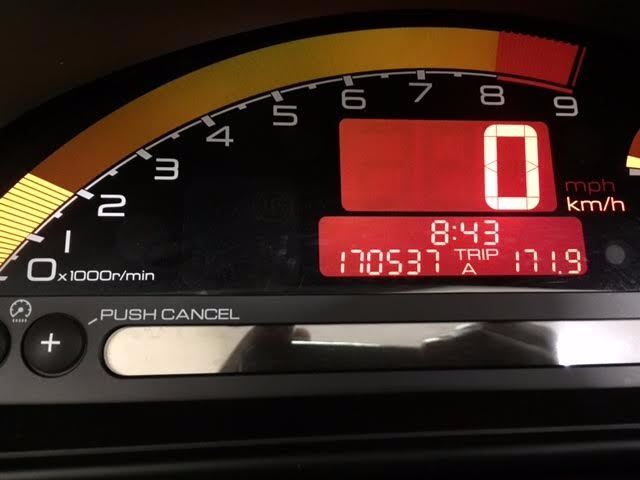 0 1 2 3 4 5 6 7 8 9
x1000r/min
0 mph
km/h
8:43
170537 TRIP A 171.9
+ PUSH CANCEL